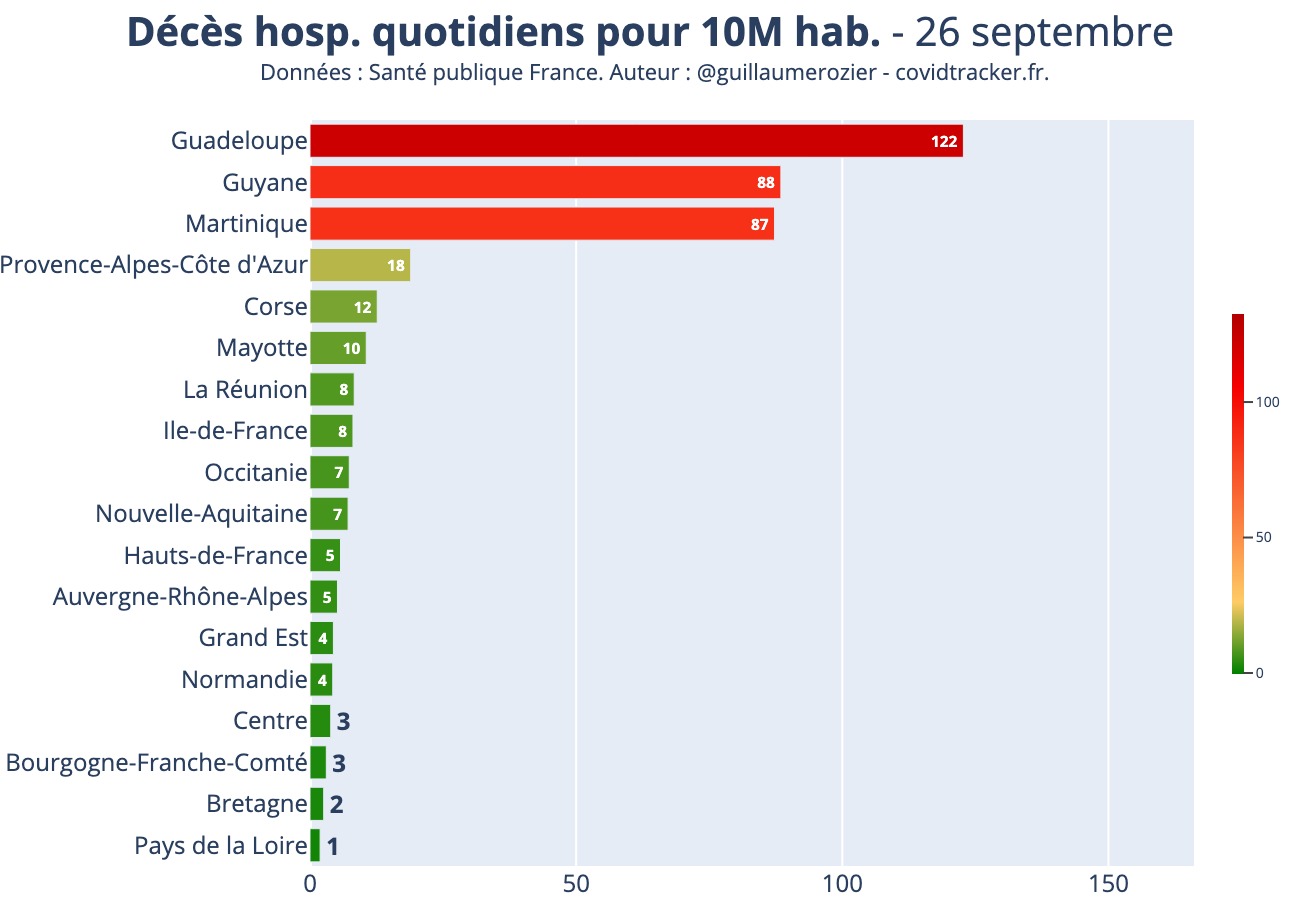 Décès hosp. quotidiens pour 10M hab. - 26 septembre
Données : Santé publique France. Auteur : @guillaumerozier - covidtracker.fr.
Guadeloupe 122
Guyane 88
Martinique 87
Provence-Alpes-Côte d'Azur 18
Corse 12
Mayotte 10
La Réunion 8
Ile-de-France 8
Occitanie 7
Nouvelle-Aquitaine 7
Hauts-de-France 5
Auvergne-Rhône-Alpes 5
Grand Est 4
Normandie 4
Centre 3
Bourgogne-Franche-Comté 3
Bretagne 2
Pays de la Loire 1
0 50 100 150
100
50
0